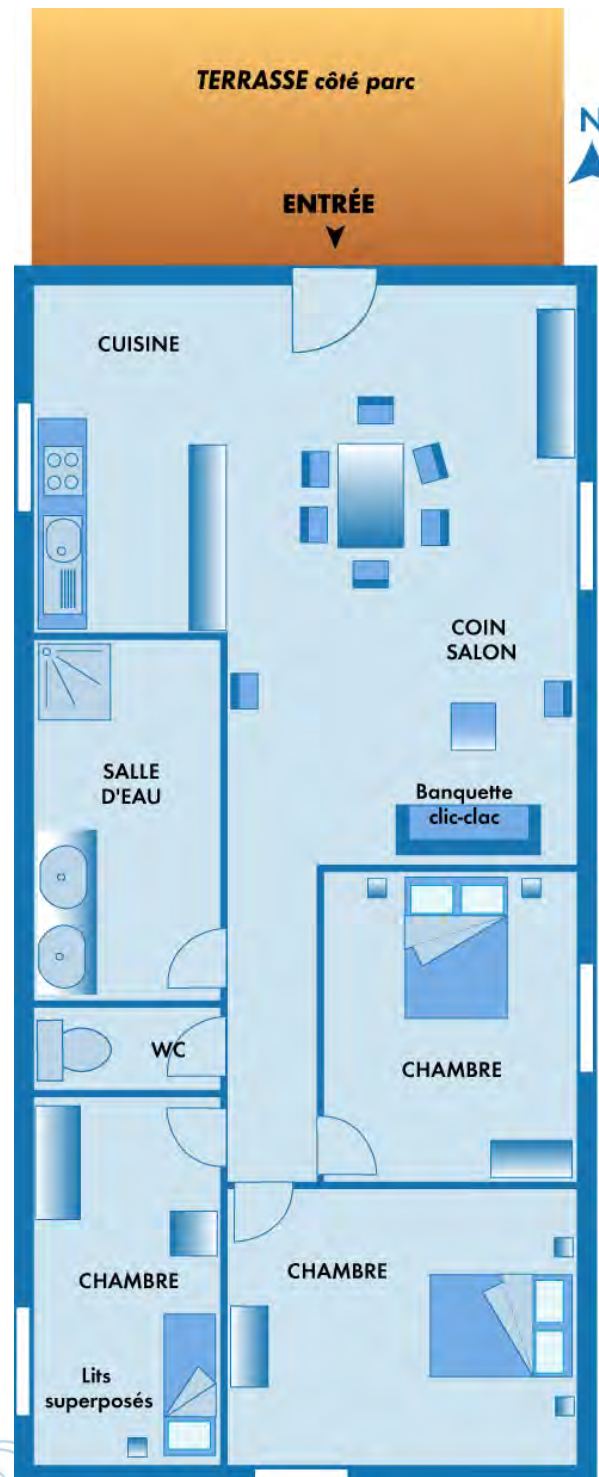 TERRASSE côté parc
N
ENTRÉE
CUISINE
COIN
SALON
SALLE
D'EAU
Banquette
clic-clac
WC
CHAMBRE
CHAMBRE
CHAMBRE
Lits
superposés